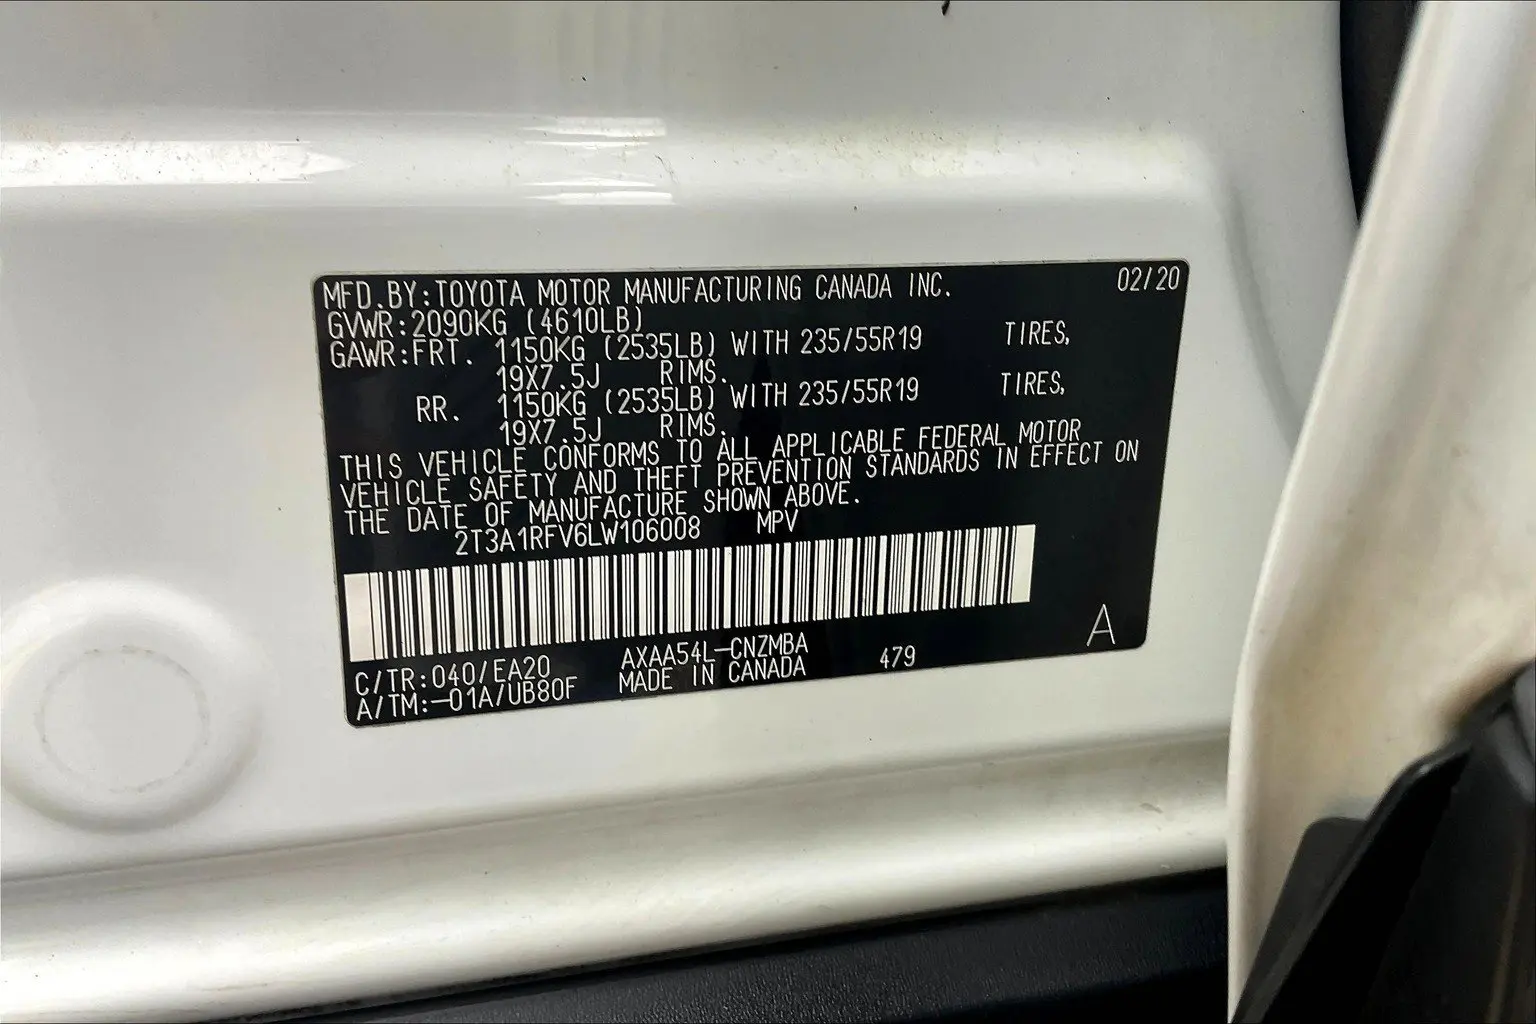 MFD.BY:TOYOTA MOTOR MANUFACTURING CANADA INC. 02/20
GVWR:2090KG (4610LB)
GAWR:FRT. 1150KG (2535LB) WITH 235/55R19 TIRES,
19X7.5J RIMS.
RR. 1150KG (2535LB) WITH 235/55R19 TIRES,
19X7.5J RIMS.
THIS VEHICLE CONFORMS TO ALL APPLICABLE FEDERAL MOTOR
VEHICLE SAFETY AND THEFT PREVENTION STANDARDS IN EFFECT ON
THE DATE OF MANUFACTURE SHOWN ABOVE.
2T3A1RFV6LW106008 MPV
C/TR:040/EA20 AXAA54L-CNZMBA 479 A
A/TM:-01A/UB80F MADE IN CANADA